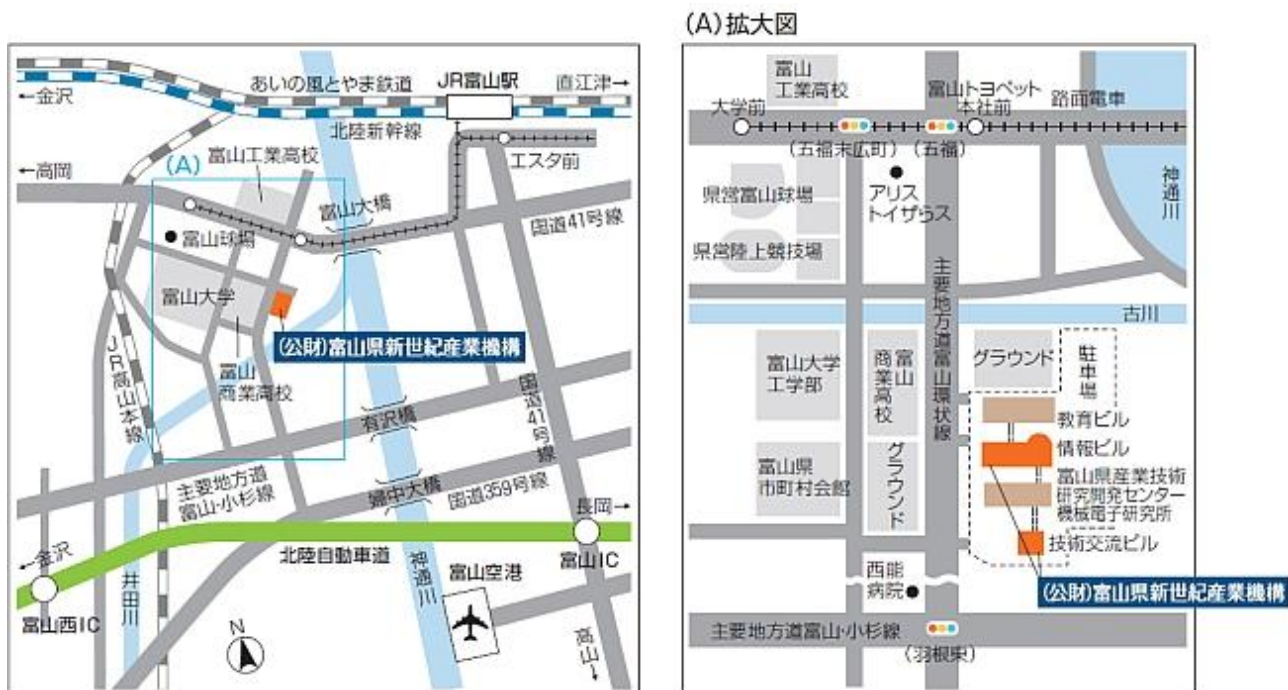 (A)拡大図
あいの風とやま鉄道
JR富山駅
直江津→
←金沢
北陸新幹線
(A)
富山工業高校
エスタ前
←高岡
富山大橋
国道41号線
富山球場
富山大学
(公財)富山県新世紀産業機構
JR高山本線
富山
商業高校
国道41号線
有沢橋
主要地方道
富山・小杉線
婦中大橋
国道359号線
長岡→
←金沢
北陸自動車道
富山IC
井田川
神通川
富山空港
富山西IC
N
高山→
富山
工業高校
大学前
富山トヨペット
本社前
路面電車
(五福末広町)
(五福)
県営富山球場
アリス
トイザらス
神通川
県営陸上競技場
主要地方道富山環状線
古川
富山大学
工学部
富山
商業高校
グラウンド
駐車場
教育ビル
情報ビル
富山県
市町村会館
グラウンド
富山県産業技術
研究開発センター
機械電子研究所
技術交流ビル
西能
病院
(公財)富山県新世紀産業機構
主要地方道富山・小杉線
(羽根東)